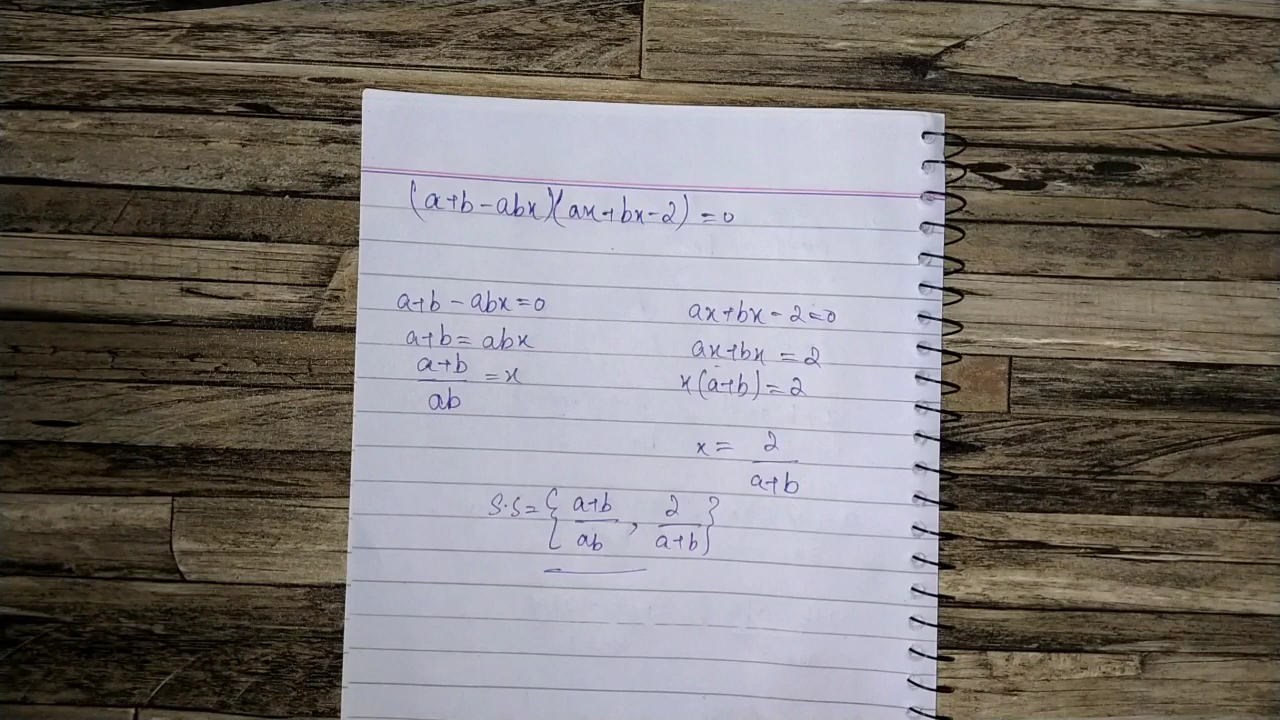 (a+b-abx)(ax+bx-2)=0
a+b-abx=0
a+b=abx
a+b/ab=x
ax+bx-2=0
ax+bx=2
x(a+b)=2
x=2/a+b
S.S={a+b/ab, 2/a+b}